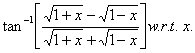 tan⁻¹[(√(1+x) − √(1−x))/(√(1+x) + √(1−x))] w.r.t. x.